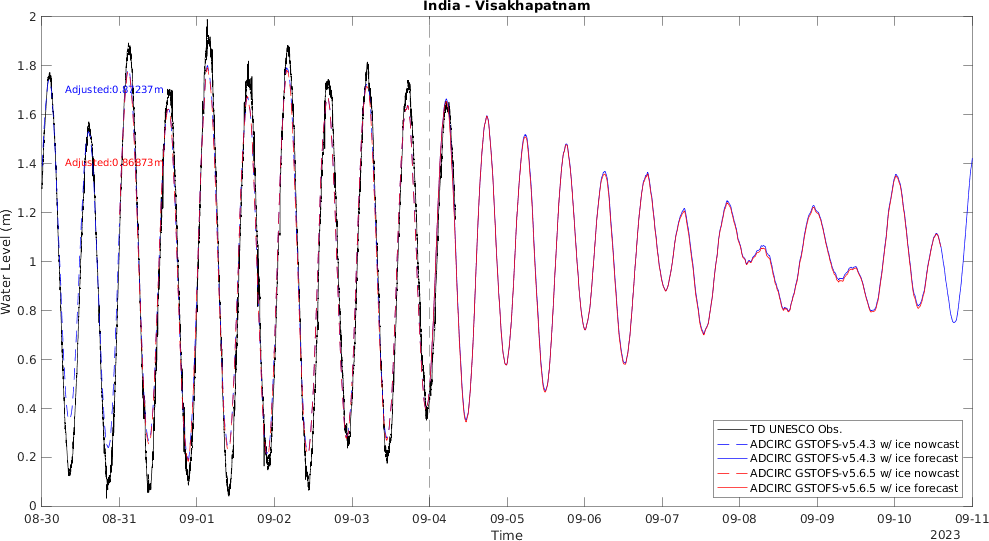 India - Visakhapatnam
Water Level (m)
2
1.8
1.6
1.4
1.2
1
0.8
0.6
0.4
0.2
0
Adjusted:0.87237m
Adjusted:0.86873m
TD UNESCO Obs.
ADCIRC GSTOFS-v5.4.3 w/ ice nowcast
ADCIRC GSTOFS-v5.4.3 w/ ice forecast
ADCIRC GSTOFS-v5.6.5 w/ ice nowcast
ADCIRC GSTOFS-v5.6.5 w/ ice forecast
08-30 08-31 09-01 09-02 09-03 09-04 09-05 09-06 09-07 09-08 09-09 09-10 09-11
Time
2023